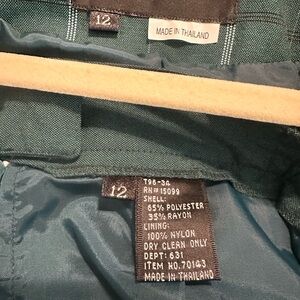 12
MADE IN THAILAND
12
T96-36
RN# 15099
SHELL:
65% POLYESTER
35% RAYON
LINING:
100% NYLON
DRY CLEAN ONLY
DEPT: 631
ITEM NO.70143
MADE IN THAILAND